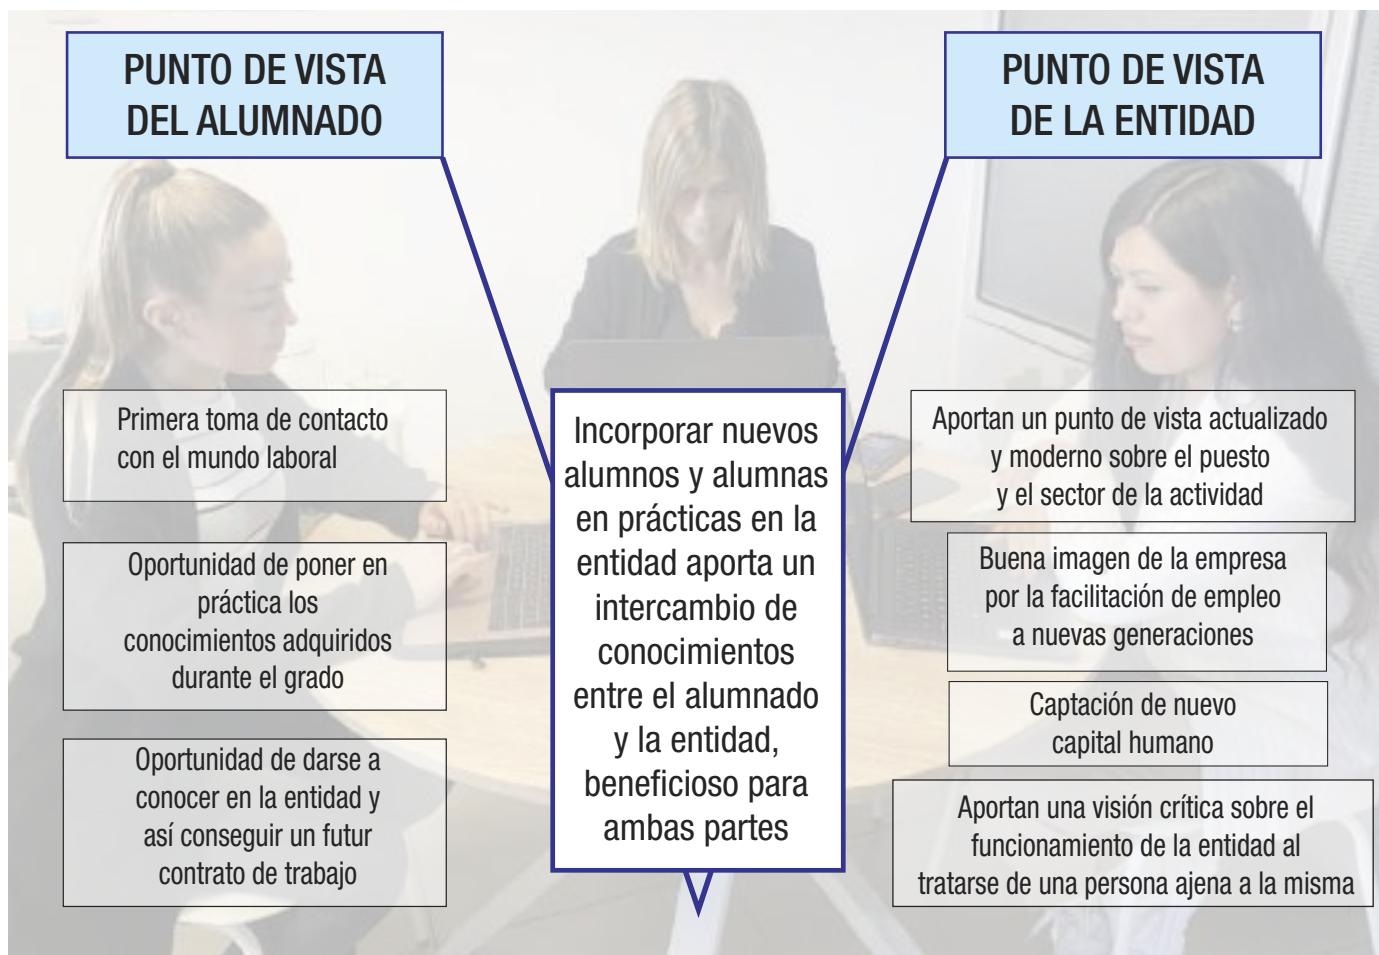 PUNTO DE VISTA
DEL ALUMNADO
PUNTO DE VISTA
DE LA ENTIDAD
Primera toma de contacto
con el mundo laboral
Oportunidad de poner en
práctica los
conocimientos adquiridos
durante el grado
Oportunidad de darse a
conocer en la entidad y
así conseguir un futur
contrato de trabajo
Incorporar nuevos
alumnos y alumnas
en prácticas en la
entidad aporta un
intercambio de
conocimientos
entre el alumnado
y la entidad,
beneficioso para
ambas partes
Aportan un punto de vista actualizado
y moderno sobre el puesto
y el sector de la actividad
Buena imagen de la empresa
por la facilitación de empleo
a nuevas generaciones
Captación de nuevo
capital humano
Aportan una visión crítica sobre el
funcionamiento de la entidad al
tratarse de una persona ajena a la misma